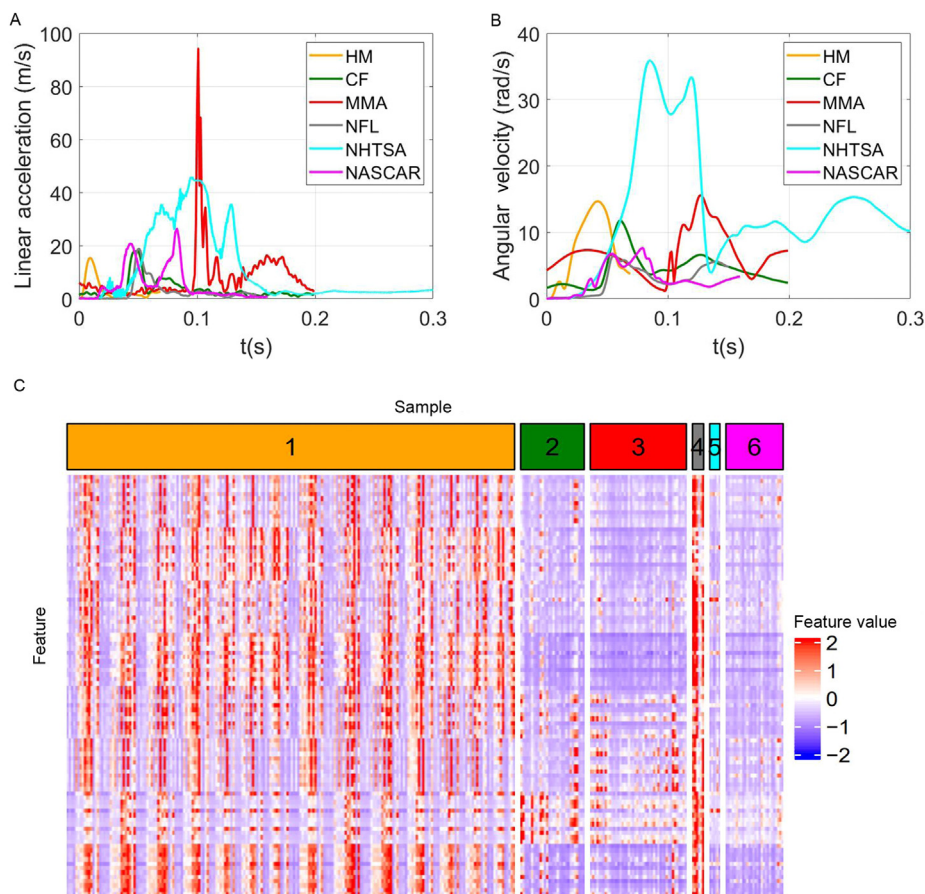 A
Linear acceleration (m/s)
100
80
60
40
20
0
0
0.1
0.2
0.3
t(s)
HM
CF
MMA
NFL
NHTSA
NASCAR
B
Angular velocity (rad/s)
40
30
20
10
0
0
0.1
0.2
0.3
t(s)
HM
CF
MMA
NFL
NHTSA
NASCAR
C
Sample
1 2 3 4 5 6
Feature
Feature value
2
1
0
-1
-2